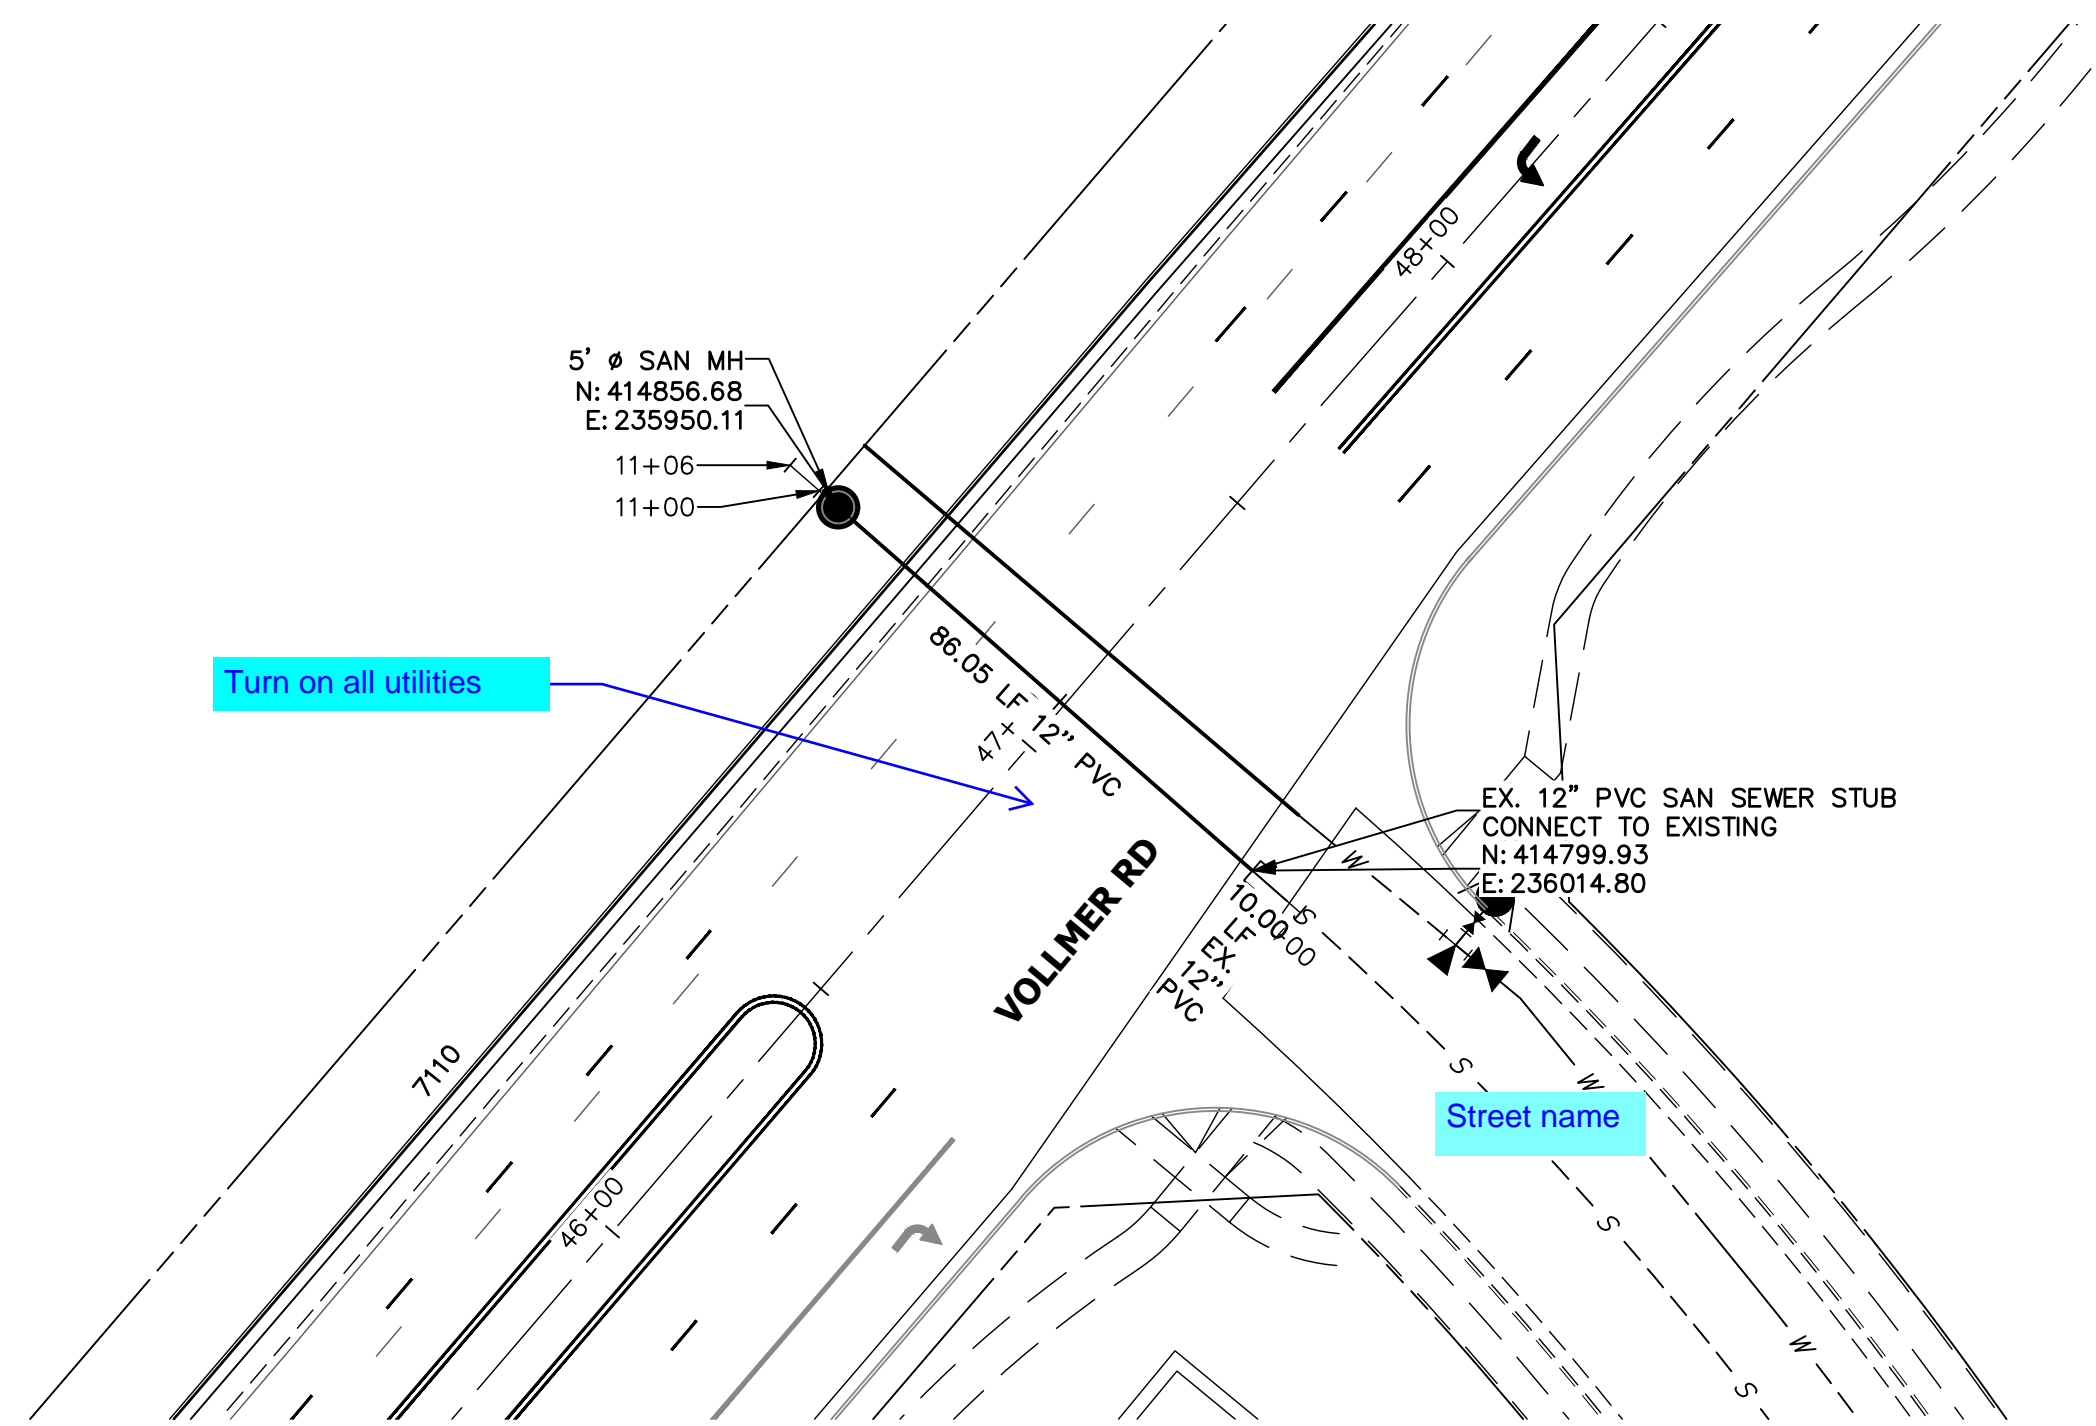 48+00
5' ø SAN MH
N: 414856.68
E: 235950.11
11+06
11+00
86.05 LF 12" PVC
Turn on all utilities
47+
EX. 12" PVC SAN SEWER STUB
CONNECT TO EXISTING
N: 414799.93
E: 236014.80
W
VOLLMER RD
10.00
LF
EX.
12"
PVC
S
7110
S
W
Street name
46+00
S
W
S